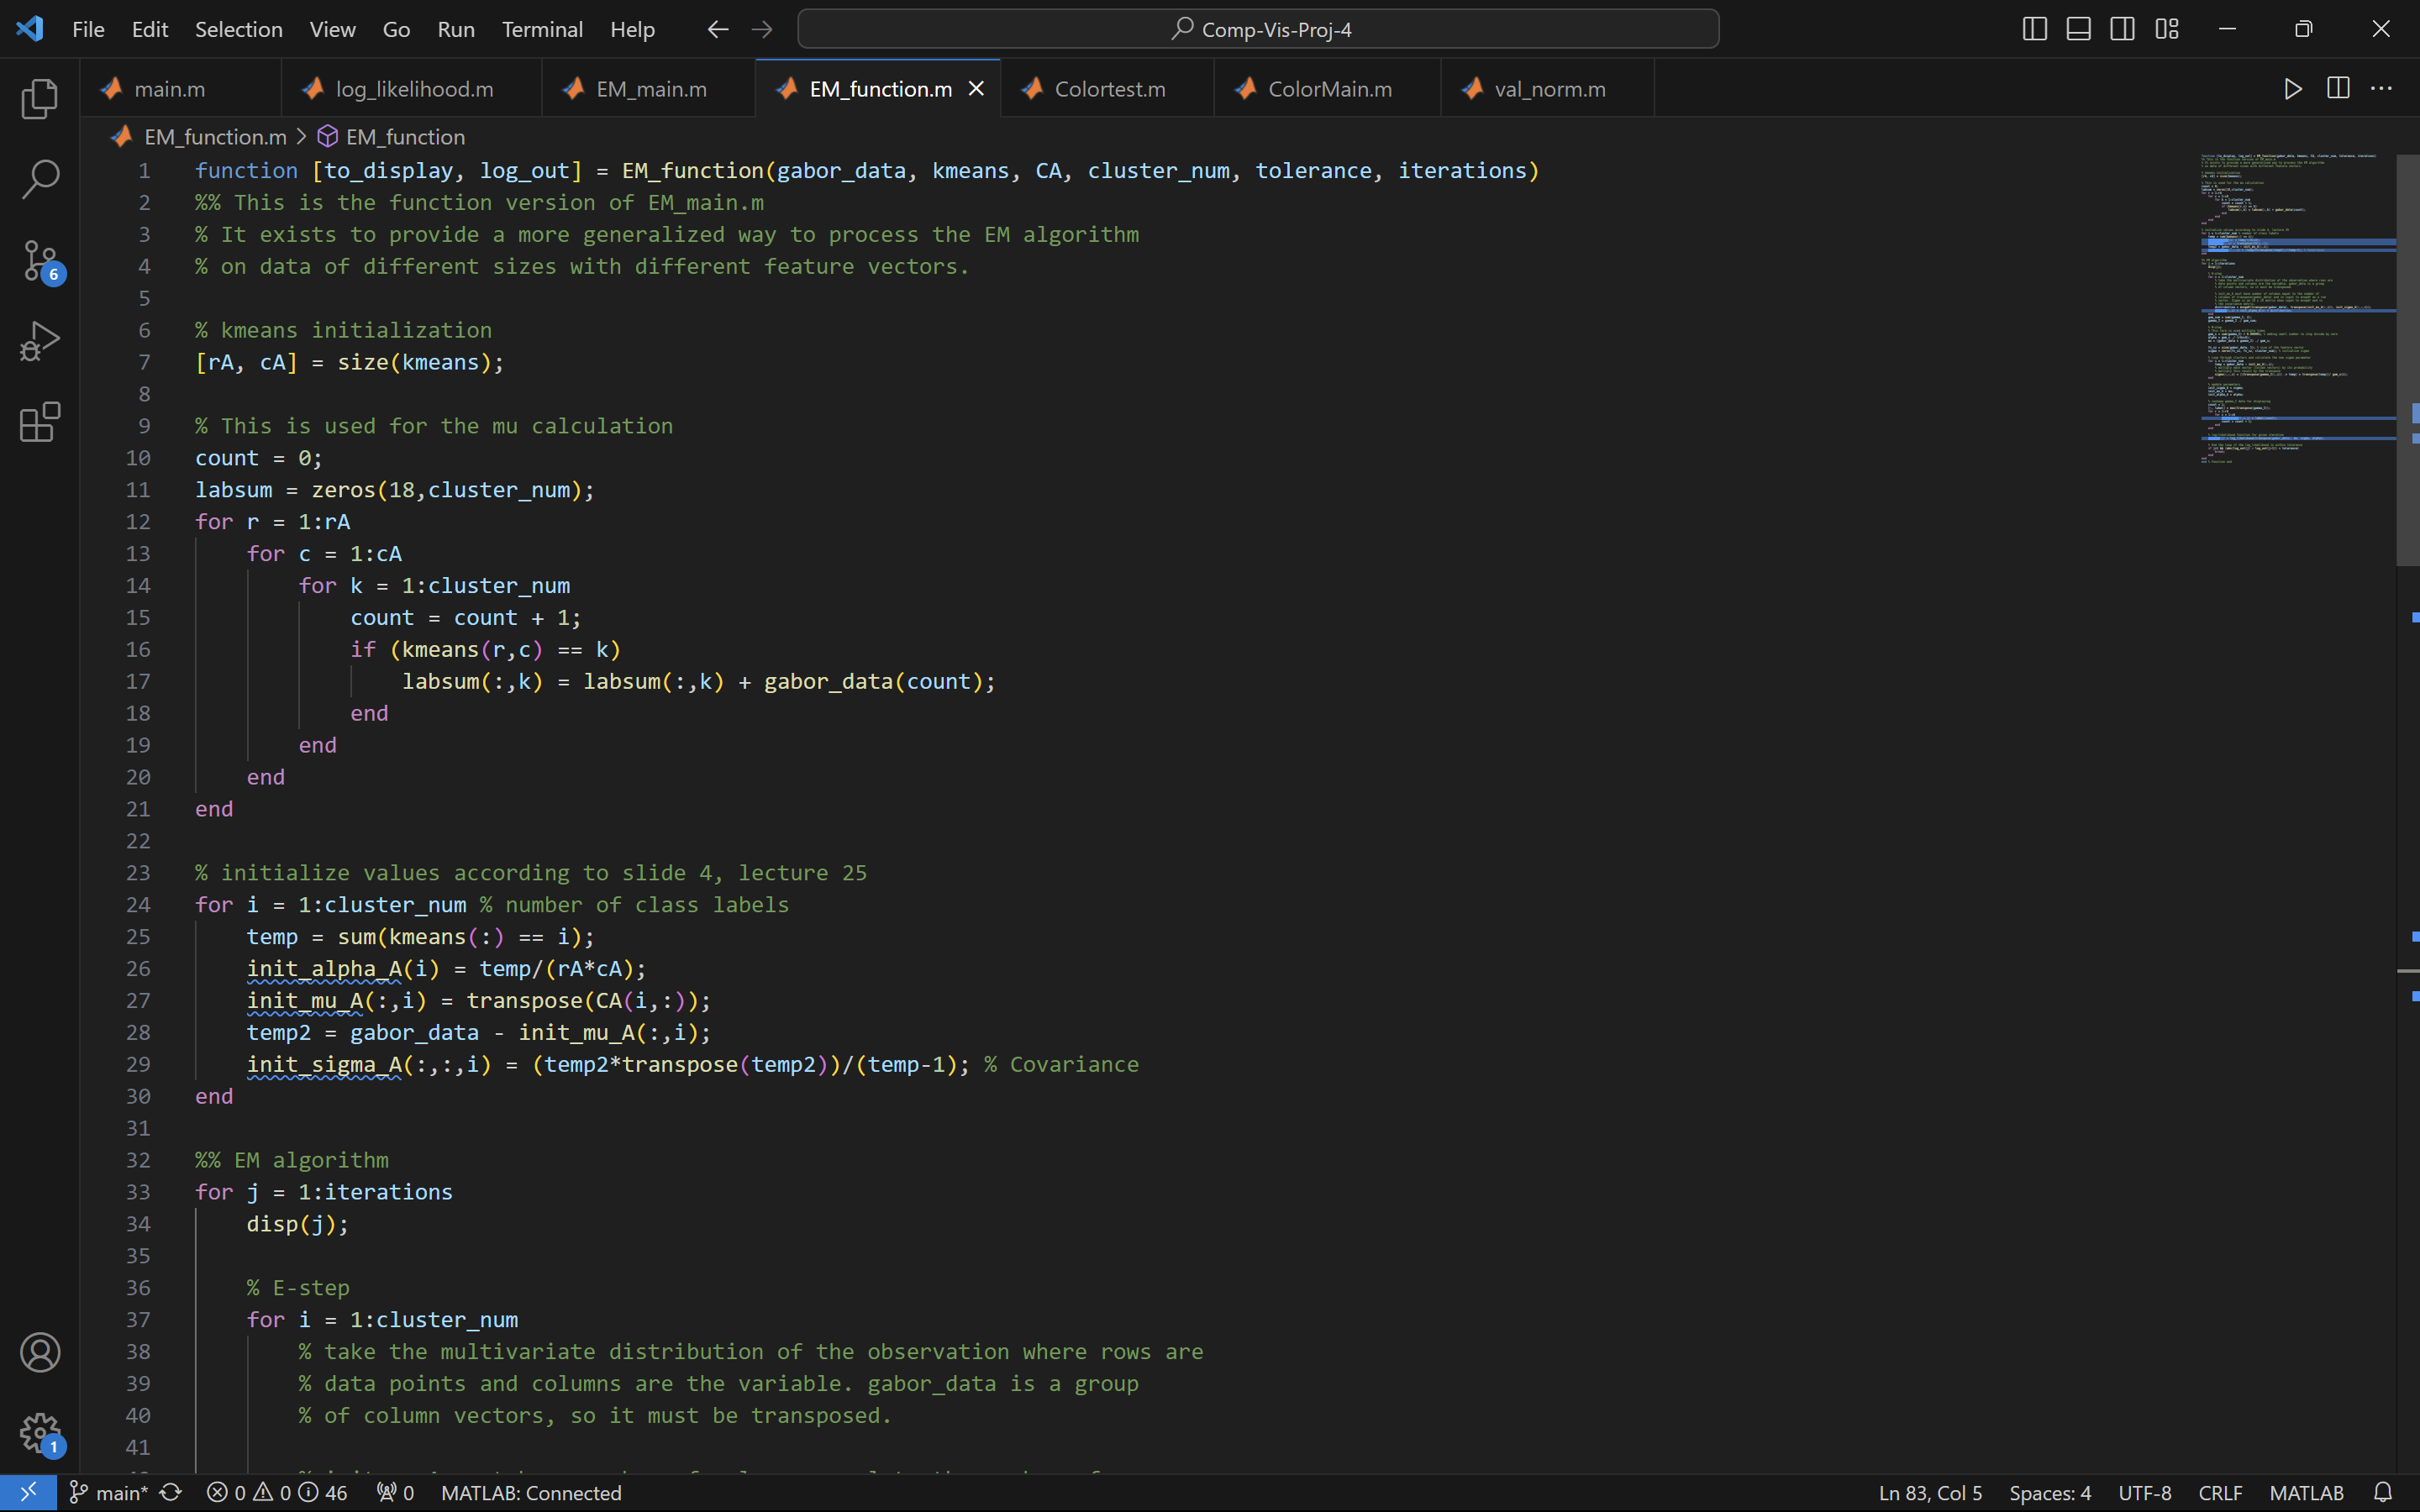 File Edit Selection View Go Run Terminal Help Comp-Vis-Proj-4
main.m log_likelihood.m EM_main.m EM_function.m Colortest.m ColorMain.m val_norm.m
EM_function.m > EM_function
1 function [to_display, log_out] = EM_function(gabor_data, kmeans, CA, cluster_num, tolerance, iterations)
2 %% This is the function version of EM_main.m
3 % It exists to provide a more generalized way to process the EM algorithm
4 % on data of different sizes with different feature vectors.
5
6 % kmeans initialization
7 [rA, cA] = size(kmeans);
8
9 % This is used for the mu calculation
10 count = 0;
11 labsum = zeros(18,cluster_num);
12 for r = 1:rA
13     for c = 1:cA
14         for k = 1:cluster_num
15             count = count + 1;
16             if (kmeans(r,c) == k)
17                 labsum(:,k) = labsum(:,k) + gabor_data(count);
18             end
19         end
20     end
21 end
22
23 % initialize values according to slide 4, lecture 25
24 for i = 1:cluster_num % number of class labels
25     temp = sum(kmeans(:) == i);
26     init_alpha_A(i) = temp/(rA*cA);
27     init_mu_A(:,i) = transpose(CA(i,:));
28     temp2 = gabor_data - init_mu_A(:,i);
29     init_sigma_A(:,:,i) = (temp2*transpose(temp2))/(temp-1); % Covariance
30 end
31
32 %% EM algorithm
33 for j = 1:iterations
34     disp(j);
35
36     % E-step
37     for i = 1:cluster_num
38         % take the multivariate distribution of the observation where rows are
39         % data points and columns are the variable. gabor_data is a group
40         % of column vectors, so it must be transposed.
41
6
1
main* 0 0 46 0 MATLAB: Connected Ln 83, Col 5 Spaces: 4 UTF-8 CRLF MATLAB